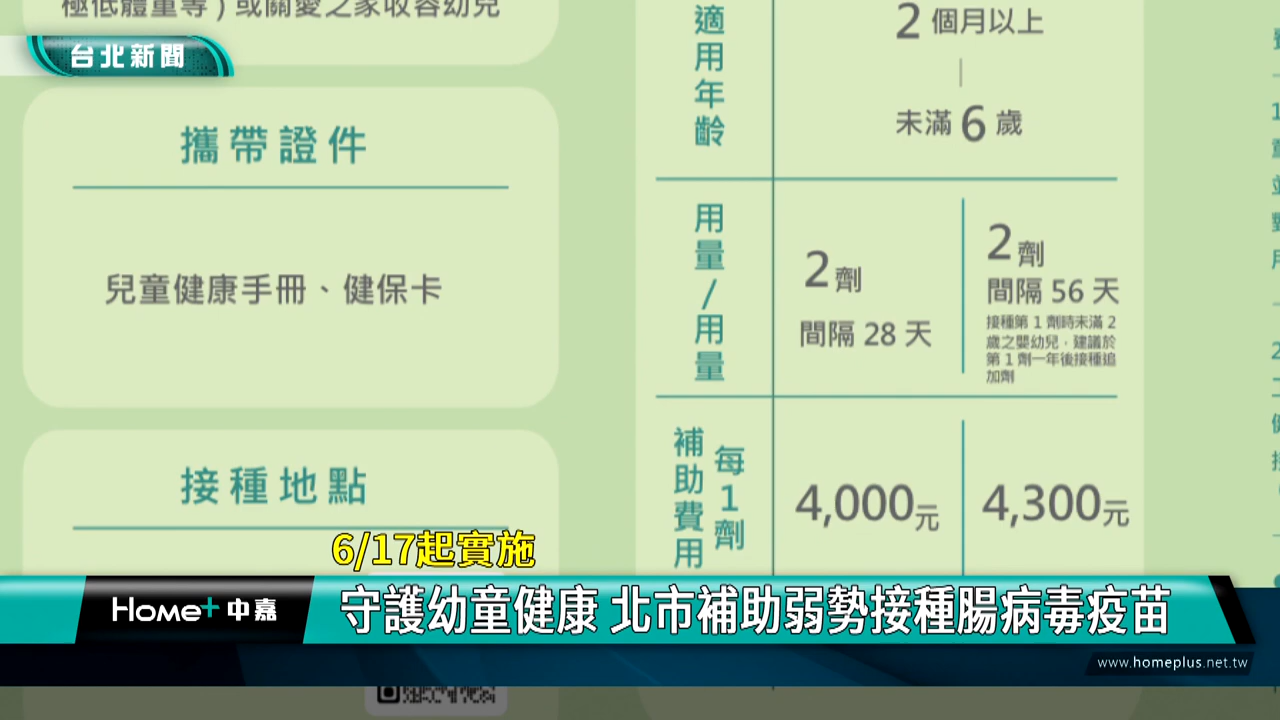 極低體重等)或關愛之家收容幼兒
台北新聞
攜帶證件
兒童健康手冊、健保卡
接種地點
適用年齡
2個月以上
未滿6歲
用量/用量
2劑
間隔 28 天
2劑
間隔 56 天
接種第 1 劑時未滿 2
歲之嬰幼兒,建議於
第 1 劑一年後接種追
加劑
每1劑
補助費用
4,000元
4,300元
6/17起實施
Home+中嘉
守護幼童健康 北市補助弱勢接種腸病毒疫苗
www.homeplus.net.tw